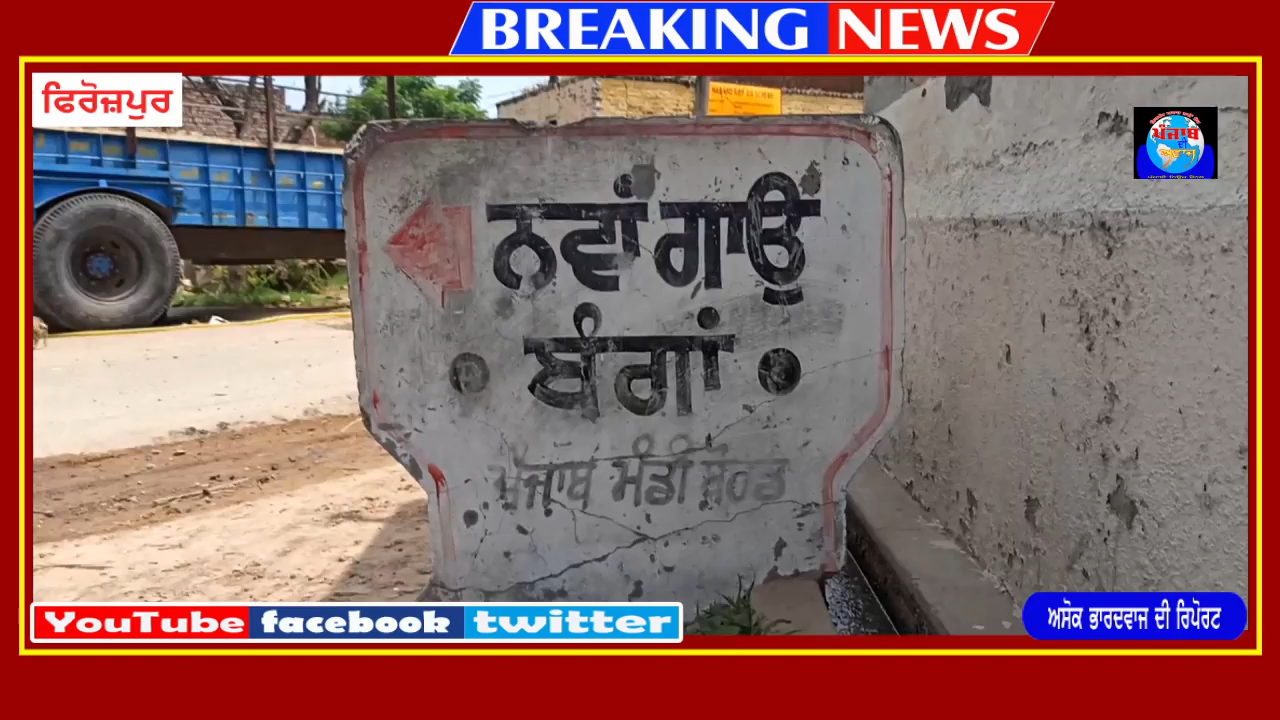 BREAKING NEWS
ਫਿਰੋਜ਼ਪੁਰ
ਪੰਜਾਬ
ਦੀ
ਨਵਾਂ ਗਾਉਂ
ਬੰਗਾਂ
ਪੰਜਾਬ ਮੰਡੀ ਬੋਰਡ
YouTube facebook twitter
ਅਸੋਕ ਭਾਰਦਵਾਜ ਦੀ ਰਿਪੋਰਟ